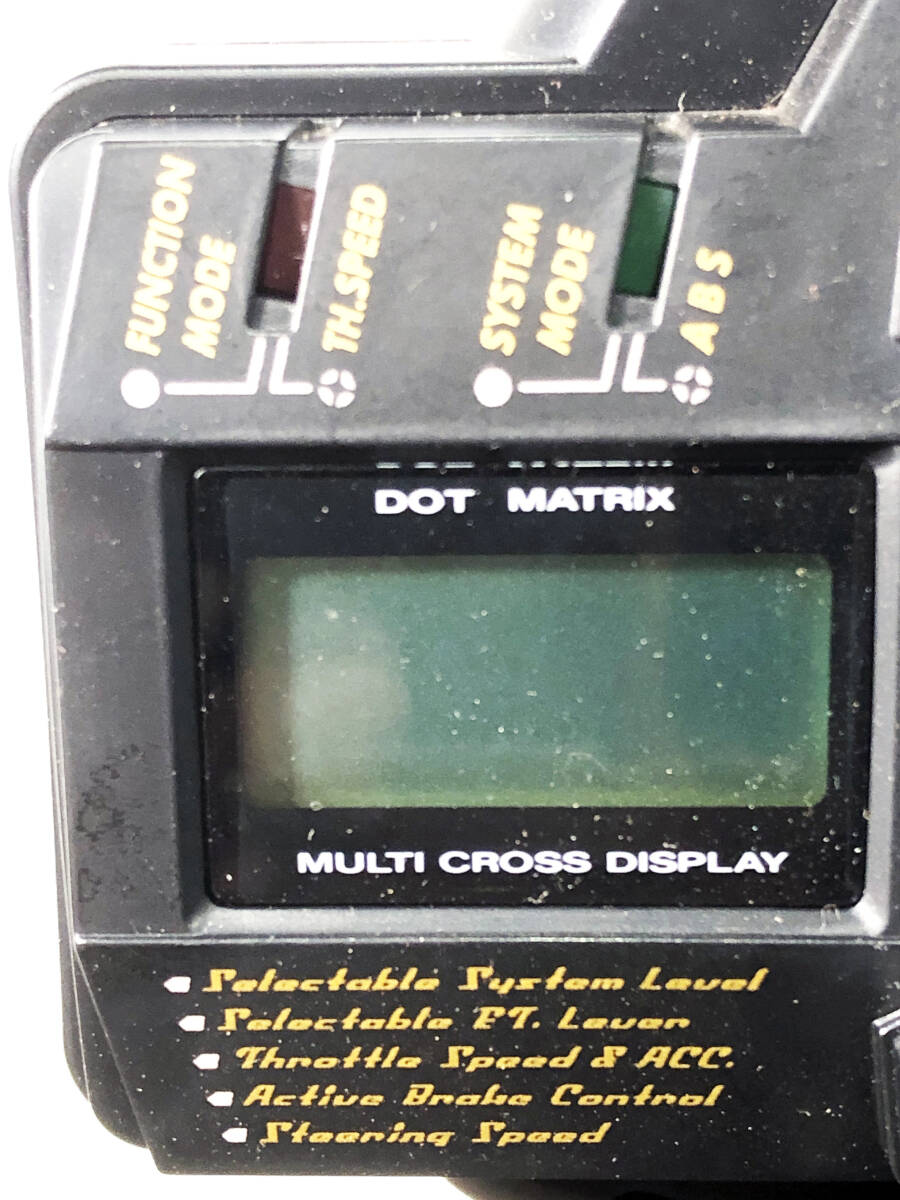 FUNCTION
MODE
TH.SPEED
SYSTEM
MODE
ABS
DOT MATRIX
MULTI CROSS DISPLAY
Selectable System Level
Selectable ET. Lever
Throttle Speed & ACC.
Active Brake Control
Steering Speed